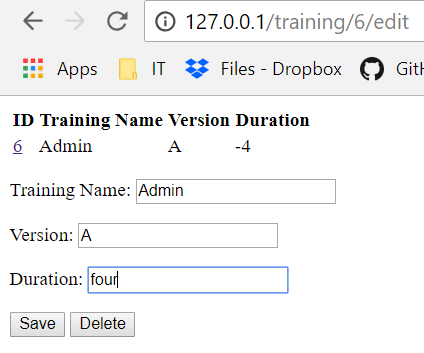 127.0.0.1/training/6/edit
Apps IT Files - Dropbox GitH
ID Training Name Version Duration
6 Admin A -4
Training Name: Admin
Version: A
Duration: four
Save Delete